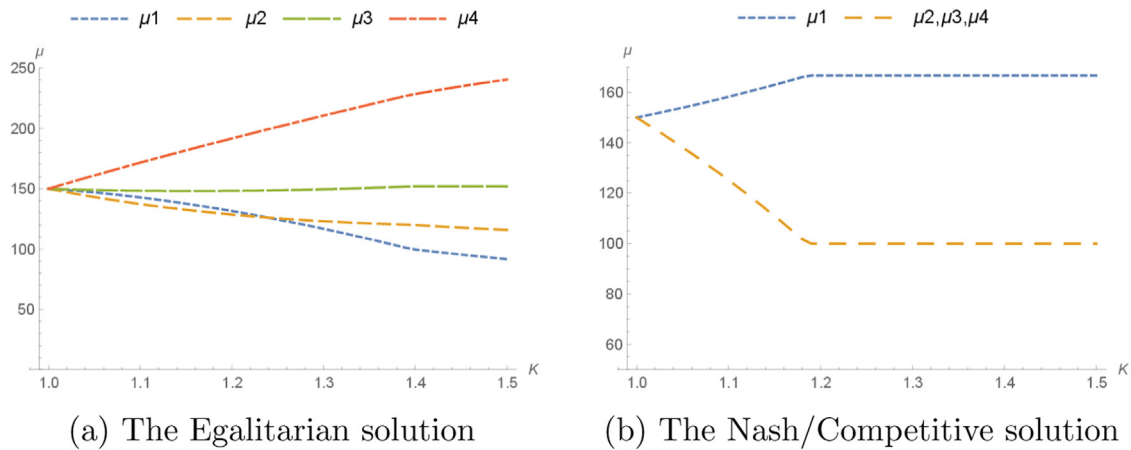 μ1 μ2 μ3 μ4
μ
250
200
150
100
50
1.0 1.1 1.2 1.3 1.4 1.5 K
(a) The Egalitarian solution
μ1 μ2,μ3,μ4
μ
160
140
120
100
80
60
1.0 1.1 1.2 1.3 1.4 1.5 K
(b) The Nash/Competitive solution